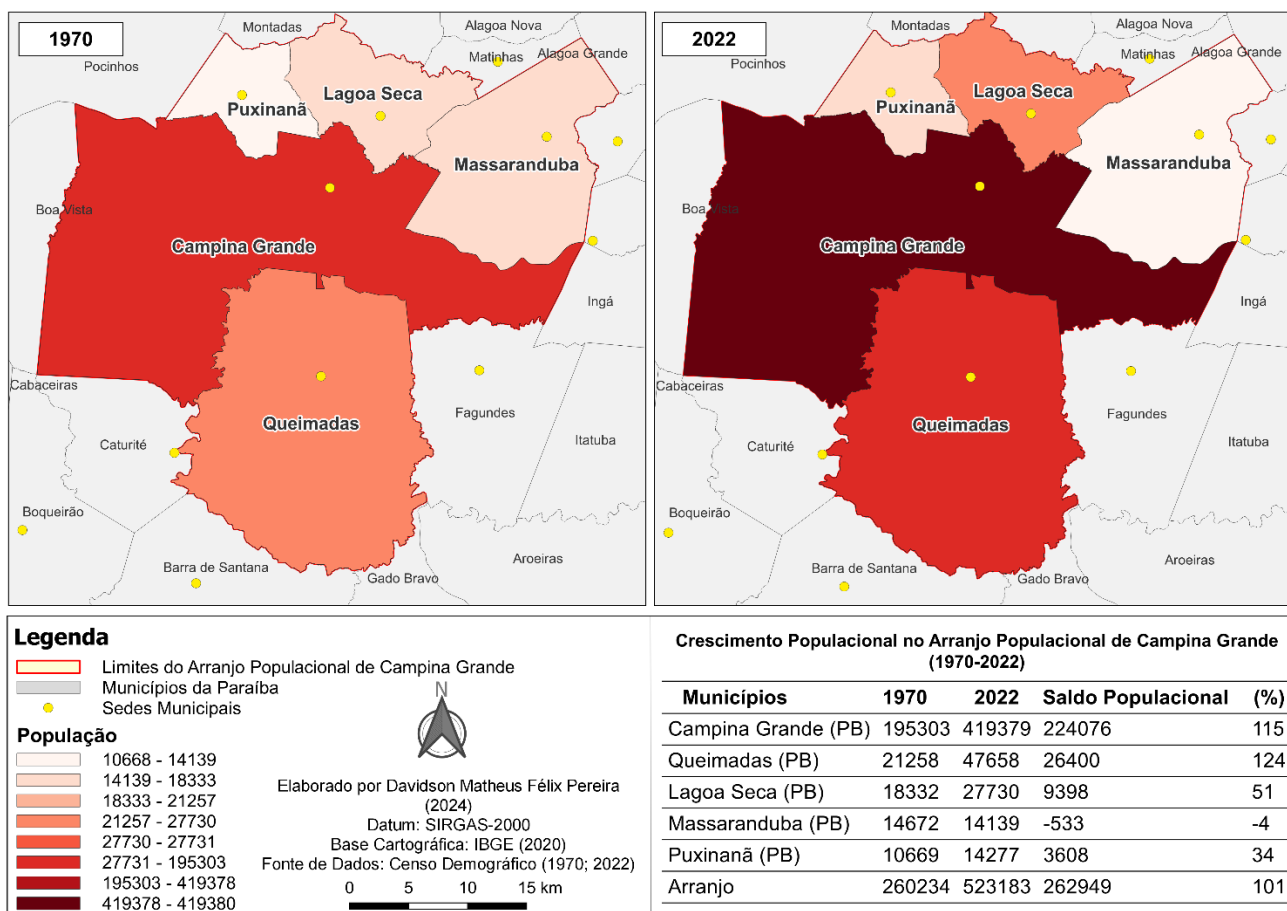 1970
Montadas
Alagoa Nova
Matinhas
Alagoa Grande
Pocinhos
Lagoa Seca
Puxinanã
Massaranduba
Boa Vista
Campina Grande
Ingá
Cabaceiras
Fagundes
Queimadas
Caturité
Itatuba
Boqueirão
Aroeiras
Barra de Santana
Gado Bravo
2022
Montadas
Alagoa Nova
Matinhas
Alagoa Grande
Pocinhos
Lagoa Seca
Puxinanã
Massaranduba
Boa Vista
Campina Grande
Ingá
Cabaceiras
Fagundes
Queimadas
Caturité
Itatuba
Boqueirão
Aroeiras
Barra de Santana
Gado Bravo
Legenda
Limites do Arranjo Populacional de Campina Grande
Municípios da Paraíba
Sedes Municipais
População
10668 - 14139
14139 - 18333
18333 - 21257
21257 - 27730
27730 - 27731
27731 - 195303
195303 - 419378
419378 - 419380
N
Elaborado por Davidson Matheus Félix Pereira
(2024)
Datum: SIRGAS-2000
Base Cartográfica: IBGE (2020)
Fonte de Dados: Censo Demográfico (1970; 2022)
0 5 10 15 km
Crescimento Populacional no Arranjo Populacional de Campina Grande
(1970-2022)
Municípios 1970 2022 Saldo Populacional (%)
Campina Grande (PB) 195303 419379 224076 115
Queimadas (PB) 21258 47658 26400 124
Lagoa Seca (PB) 18332 27730 9398 51
Massaranduba (PB) 14672 14139 -533 -4
Puxinanã (PB) 10669 14277 3608 34
Arranjo 260234 523183 262949 101